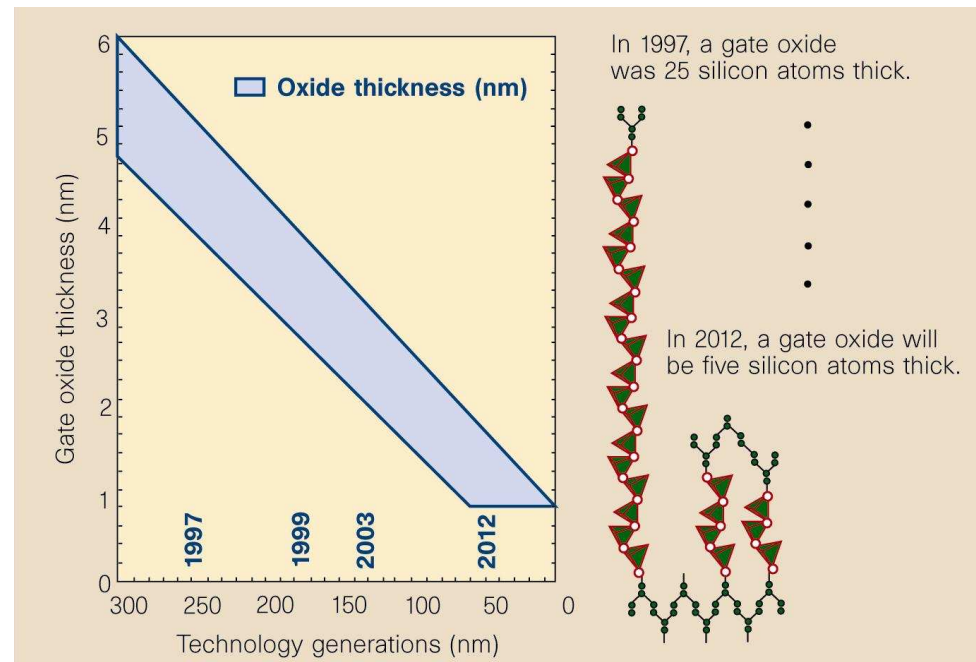 6
5
4
3
2
1
0
Gate oxide thickness (nm)
Oxide thickness (nm)
1997
1999
2003
2012
300
250
200
150
100
50
0
Technology generations (nm)
In 1997, a gate oxide
was 25 silicon atoms thick.
In 2012, a gate oxide will
be five silicon atoms thick.